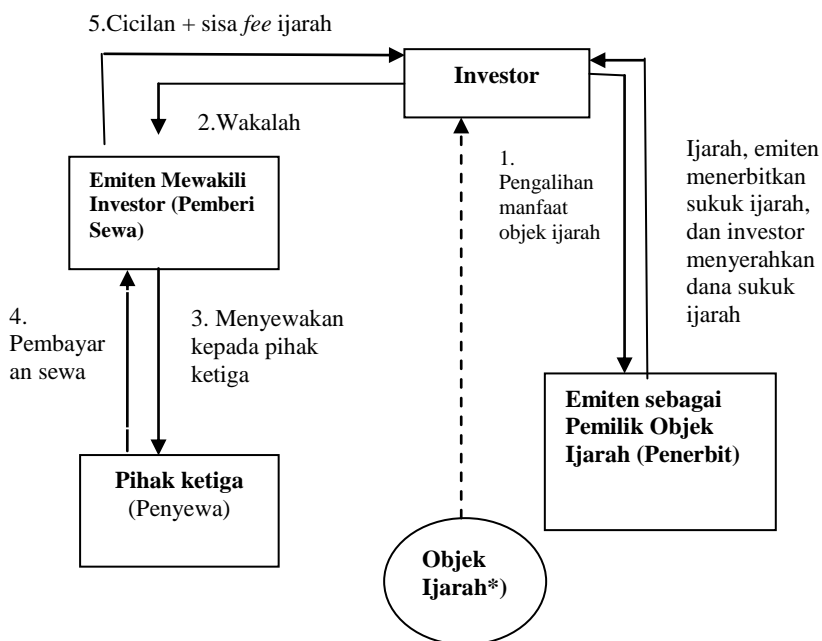 5.Cicilan + sisa fee ijarah
Investor
2.Wakalah
1.
Pengalihan
manfaat
objek ijarah
Ijarah, emiten
menerbitkan
sukuk ijarah,
dan investor
menyerahkan
dana sukuk
ijarah
Emiten Mewakili
Investor (Pemberi
Sewa)
4.
Pembayar
an sewa
3. Menyewakan
kepada pihak
ketiga
Emiten sebagai
Pemilik Objek
Ijarah (Penerbit)
Pihak ketiga
(Penyewa)
Objek
Ijarah*)